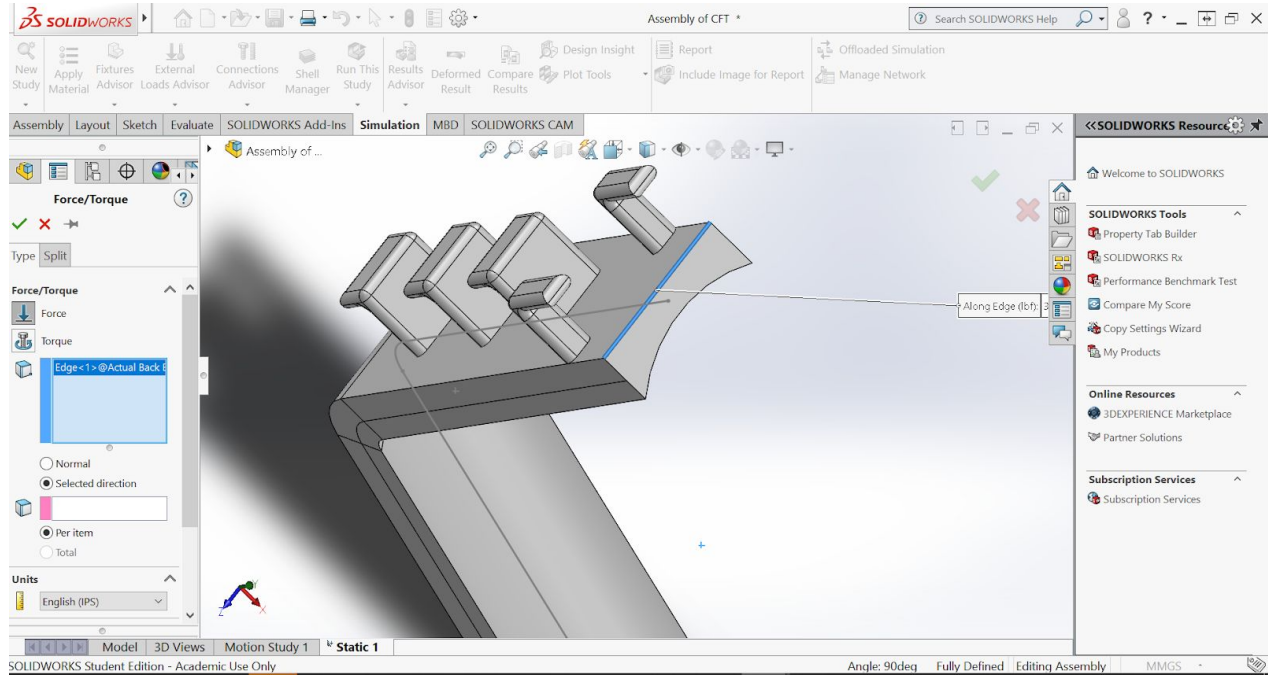 SOLIDWORKS
Assembly of CFT *
Search SOLIDWORKS Help
?
New Study
Apply Material
Fixtures Advisor
External Loads Advisor
Connections Advisor
Shell Manager
Run This Study
Results Advisor
Deformed Result
Compare Results
Design Insight
Plot Tools
Report
Include Image for Report
Offloaded Simulation
Manage Network
Assembly Layout Sketch Evaluate SOLIDWORKS Add-Ins Simulation MBD SOLIDWORKS CAM
Force/Torque
?
Type Split
Force/Torque
Force
Torque
Edge<1>@Actual Back
Normal
Selected direction
Per item
Total
Units
English (IPS)
Assembly of ...
Along Edge (lbf): 3
Y
Z
X
«SOLIDWORKS Resource
Welcome to SOLIDWORKS
SOLIDWORKS Tools
Property Tab Builder
SOLIDWORKS Rx
Performance Benchmark Test
Compare My Score
Copy Settings Wizard
My Products
Online Resources
3DEXPERIENCE Marketplace
Partner Solutions
Subscription Services
Subscription Services
Model 3D Views Motion Study 1 Static 1
SOLIDWORKS Student Edition - Academic Use Only
Angle: 90deg Fully Defined Editing Assembly MMGS -